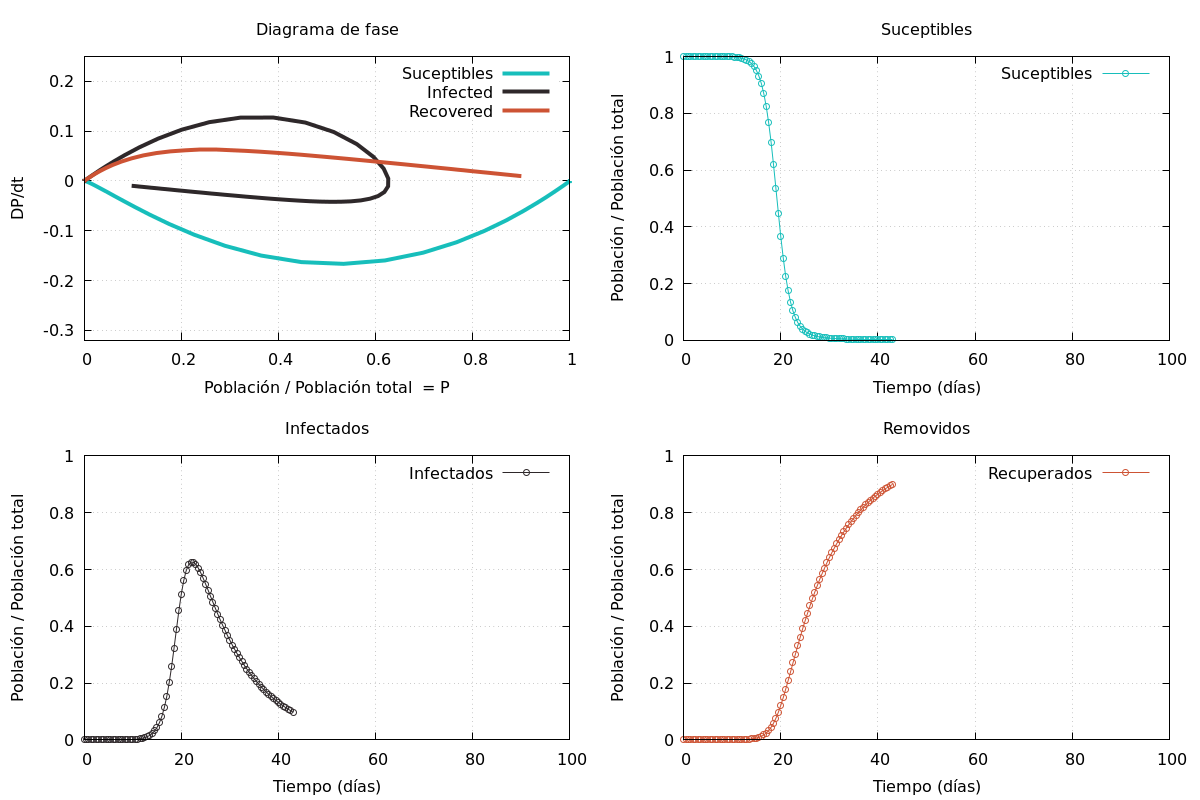 Diagrama de fase
Suceptibles
Infected
Recovered
DP/dt
0.2
0.1
0
-0.1
-0.2
-0.3
0 0.2 0.4 0.6 0.8 1
Población / Población total = P
Suceptibles
Suceptibles
Población / Población total
1
0.8
0.6
0.4
0.2
0
0 20 40 60 80 100
Tiempo (días)
Infectados
Infectados
Población / Población total
1
0.8
0.6
0.4
0.2
0
0 20 40 60 80 100
Tiempo (días)
Removidos
Recuperados
Población / Población total
1
0.8
0.6
0.4
0.2
0
0 20 40 60 80 100
Tiempo (días)